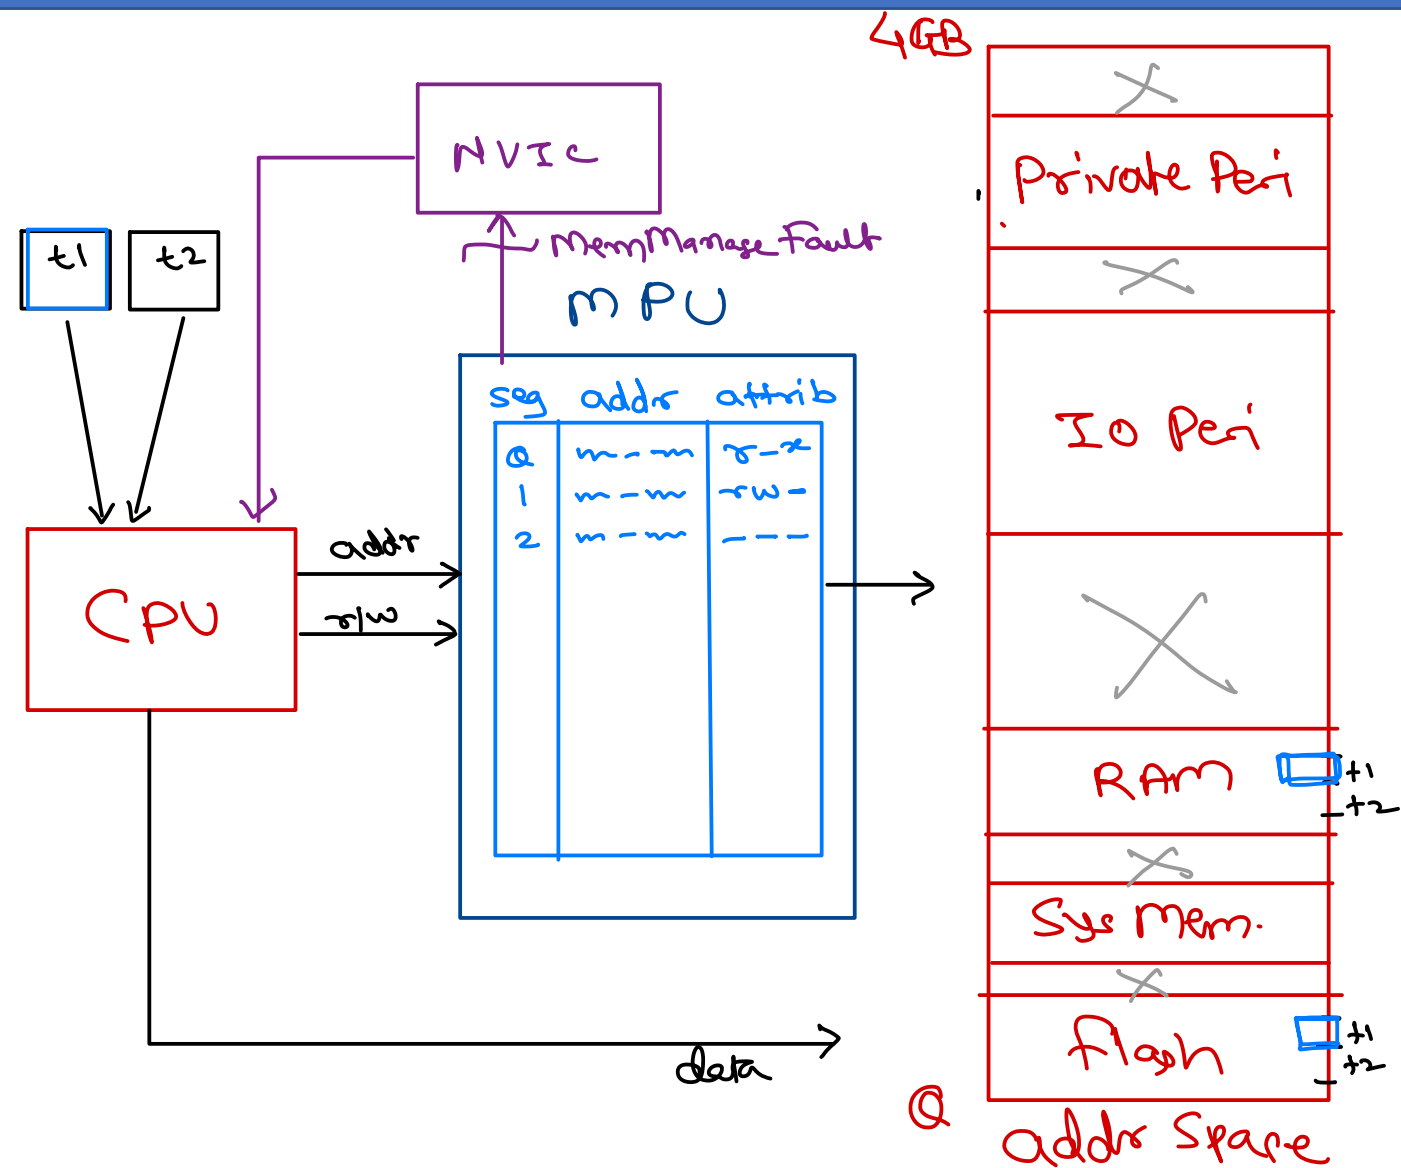 4GB
NVIC
Private Peri
MemManage Fault
t1
t2
MPU
seg addr attrib
0 r-x
1 rw-
2 ---
IO Peri
addr
r/w
CPU
RAM
t1
t2
Sys Mem.
Flash
t1
t2
data
0
addr Space